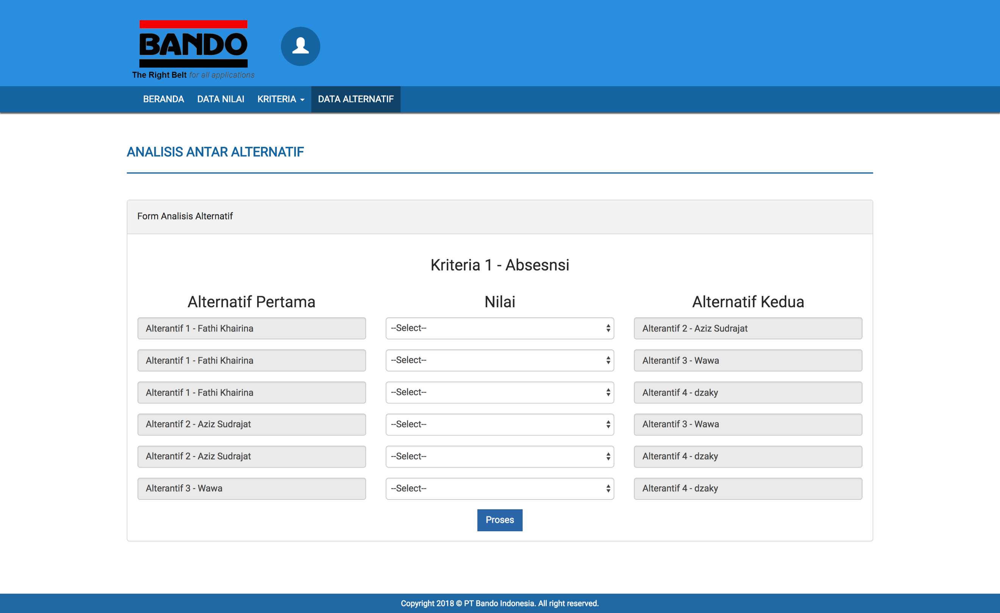 BANDO
The Right Belt for all applications
BERANDA DATA NILAI KRITERIA DATA ALTERNATIF
ANALISIS ANTAR ALTERNATIF
Form Analisis Alternatif
Kriteria 1 - Absesnsi
Alternatif Pertama Nilai Alternatif Kedua
Alterantif 1 - Fathi Khairina --Select-- Alterantif 2 - Aziz Sudrajat
Alterantif 1 - Fathi Khairina --Select-- Alterantif 3 - Wawa
Alterantif 1 - Fathi Khairina --Select-- Alterantif 4 - dzaky
Alterantif 2 - Aziz Sudrajat --Select-- Alterantif 3 - Wawa
Alterantif 2 - Aziz Sudrajat --Select-- Alterantif 4 - dzaky
Alterantif 3 - Wawa --Select-- Alterantif 4 - dzaky
Proses
Copyright 2018 © PT Bando Indonesia. All right reserved.